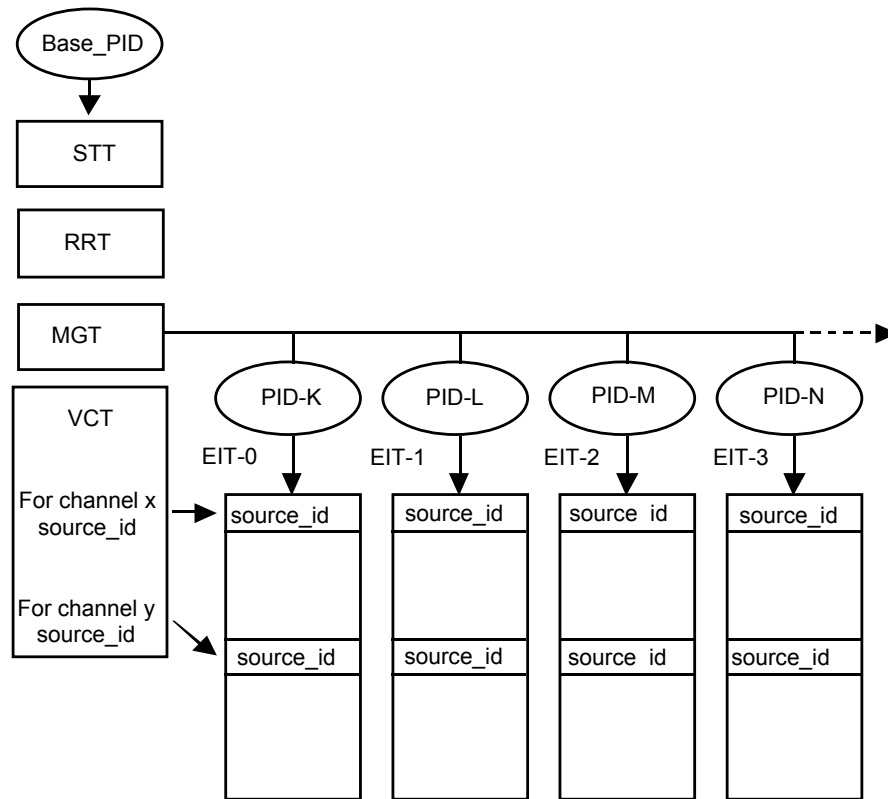 Base_PID
STT
RRT
MGT
PID-K
PID-L
PID-M
PID-N
VCT
EIT-0
EIT-1
EIT-2
EIT-3
For channel x
source_id
source_id
source_id
source id
source_id
For channel y
source_id
source_id
source_id
source id
source_id